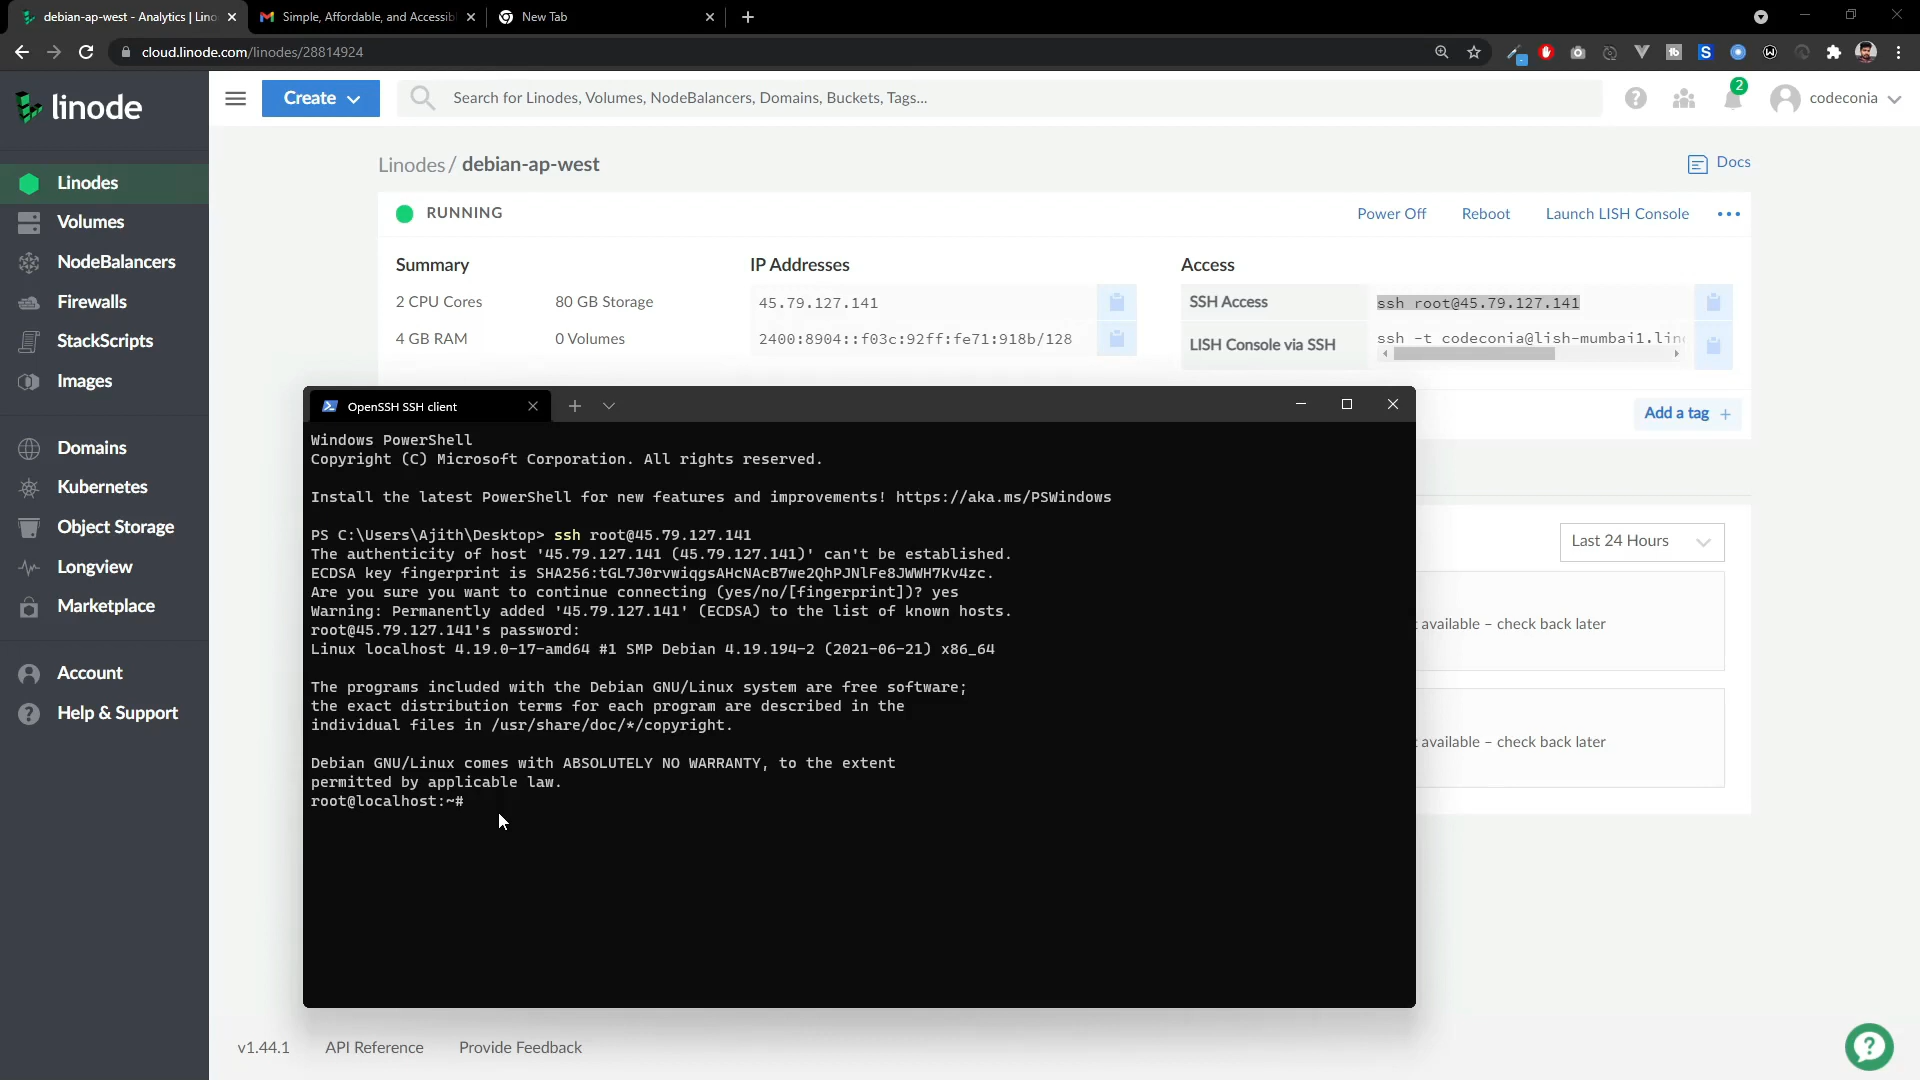 debian-ap-west - Analytics | Lino
Simple, Affordable, and Accessibl
New Tab
cloud.linode.com/linodes/28814924
linode
Create
Search for Linodes, Volumes, NodeBalancers, Domains, Buckets, Tags...
2
codeconia
Linodes
Volumes
NodeBalancers
Firewalls
StackScripts
Images
Domains
Kubernetes
Object Storage
Longview
Marketplace
Account
Help & Support
Linodes / debian-ap-west
Docs
RUNNING
Power Off
Reboot
Launch LISH Console
Summary
IP Addresses
Access
2 CPU Cores
80 GB Storage
45.79.127.141
SSH Access
ssh root@45.79.127.141
4 GB RAM
0 Volumes
2400:8904::f03c:92ff:fe71:918b/128
LISH Console via SSH
ssh -t codeconia@lish-mumbai1.lin
Add a tag +
Last 24 Hours
available – check back later
available – check back later
OpenSSH SSH client
Windows PowerShell
Copyright (C) Microsoft Corporation. All rights reserved.
Install the latest PowerShell for new features and improvements! https://aka.ms/PSWindows
PS C:\Users\Ajith\Desktop> ssh root@45.79.127.141
The authenticity of host '45.79.127.141 (45.79.127.141)' can't be established.
ECDSA key fingerprint is SHA256:tGL7J0rvwiqgsAHcNAcB7we2QhPJNlFe8JWWH7Kv4zc.
Are you sure you want to continue connecting (yes/no/[fingerprint])? yes
Warning: Permanently added '45.79.127.141' (ECDSA) to the list of known hosts.
root@45.79.127.141's password:
Linux localhost 4.19.0-17-amd64 #1 SMP Debian 4.19.194-2 (2021-06-21) x86_64
The programs included with the Debian GNU/Linux system are free software;
the exact distribution terms for each program are described in the
individual files in /usr/share/doc/*/copyright.
Debian GNU/Linux comes with ABSOLUTELY NO WARRANTY, to the extent
permitted by applicable law.
root@localhost:~#
v1.44.1
API Reference
Provide Feedback